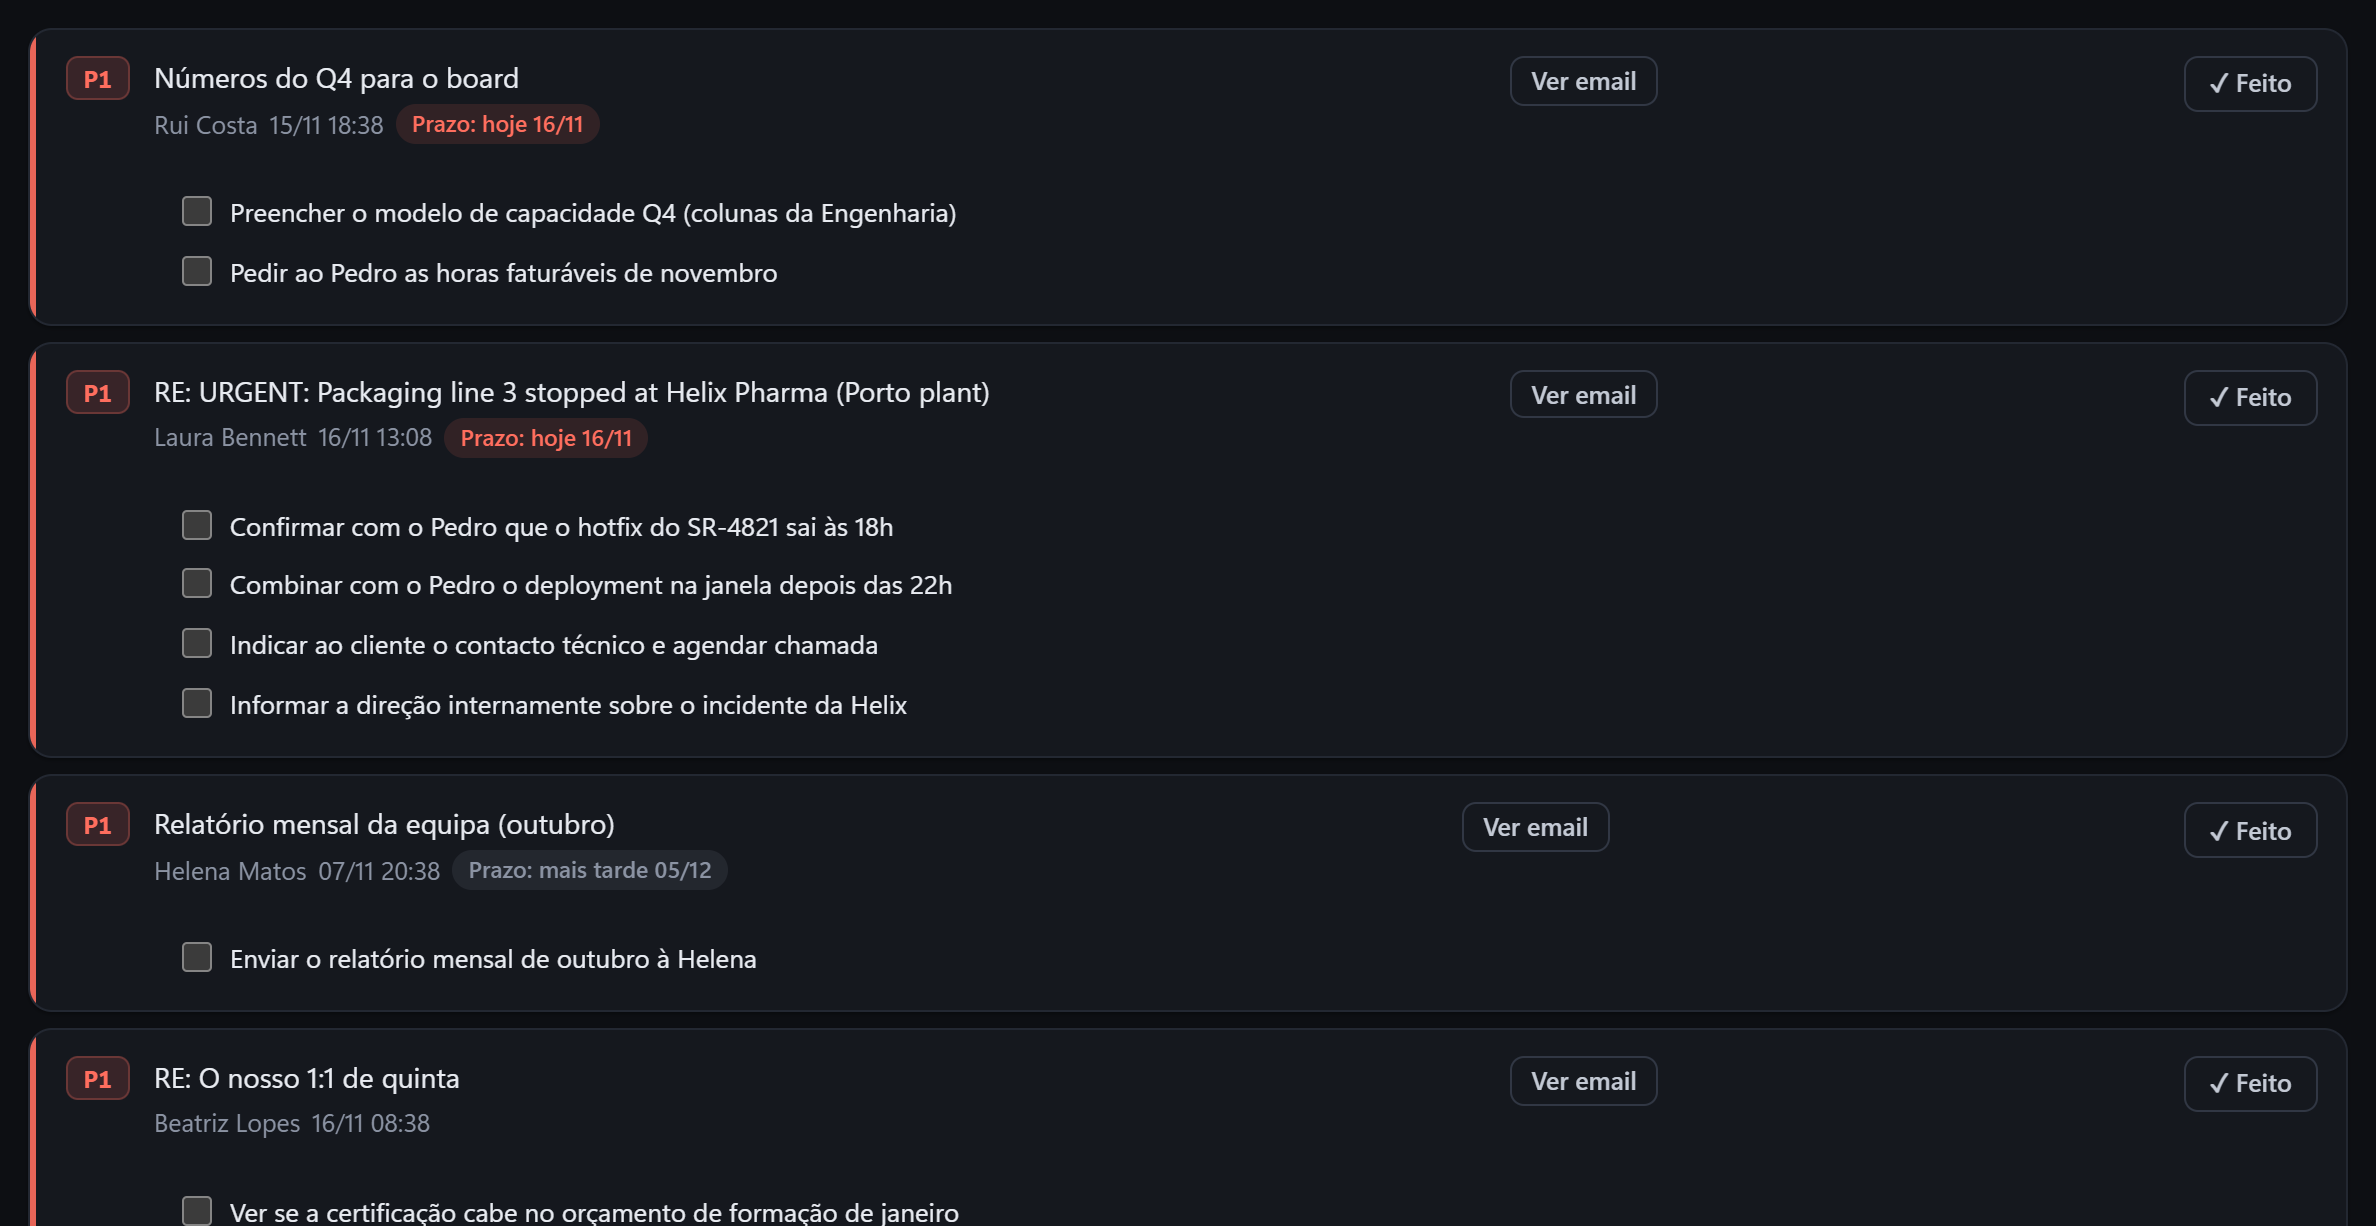 P1 Números do Q4 para o board Ver email ✓ Feito
Rui Costa 15/11 18:38 Prazo: hoje 16/11
Preencher o modelo de capacidade Q4 (colunas da Engenharia)
Pedir ao Pedro as horas faturáveis de novembro
P1 RE: URGENT: Packaging line 3 stopped at Helix Pharma (Porto plant) Ver email ✓ Feito
Laura Bennett 16/11 13:08 Prazo: hoje 16/11
Confirmar com o Pedro que o hotfix do SR-4821 sai às 18h
Combinar com o Pedro o deployment na janela depois das 22h
Indicar ao cliente o contacto técnico e agendar chamada
Informar a direção internamente sobre o incidente da Helix
P1 Relatório mensal da equipa (outubro) Ver email ✓ Feito
Helena Matos 07/11 20:38 Prazo: mais tarde 05/12
Enviar o relatório mensal de outubro à Helena
P1 RE: O nosso 1:1 de quinta Ver email ✓ Feito
Beatriz Lopes 16/11 08:38
Ver se a certificação cabe no orçamento de formação de janeiro